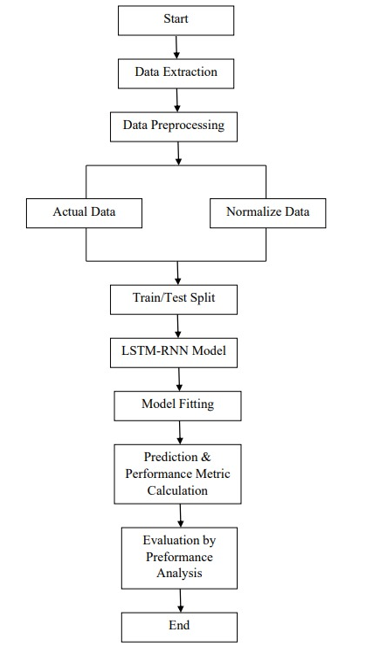 Start
Data Extraction
Data Preprocessing
Actual Data
Normalize Data
Train/Test Split
LSTM-RNN Model
Model Fitting
Prediction &
Performance Metric
Calculation
Evaluation by
Preformance
Analysis
End